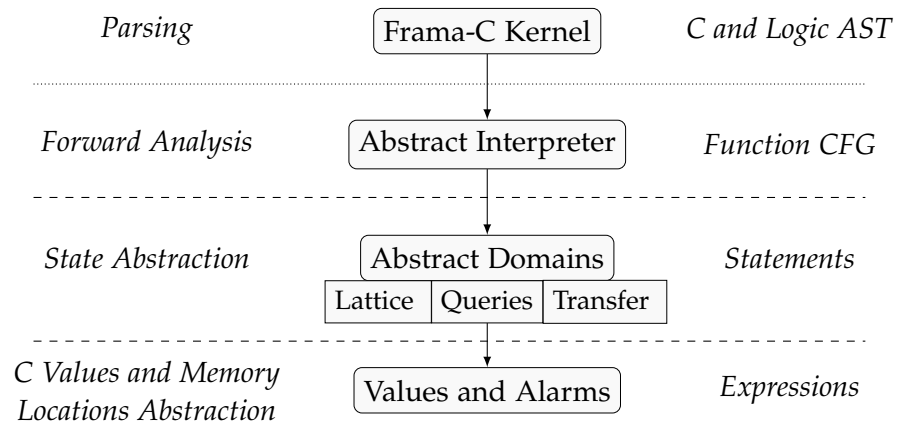 Parsing Frama-C Kernel C and Logic AST
Forward Analysis Abstract Interpreter Function CFG
State Abstraction Abstract Domains Statements
Lattice Queries Transfer
C Values and Memory
Locations Abstraction
Values and Alarms
Expressions